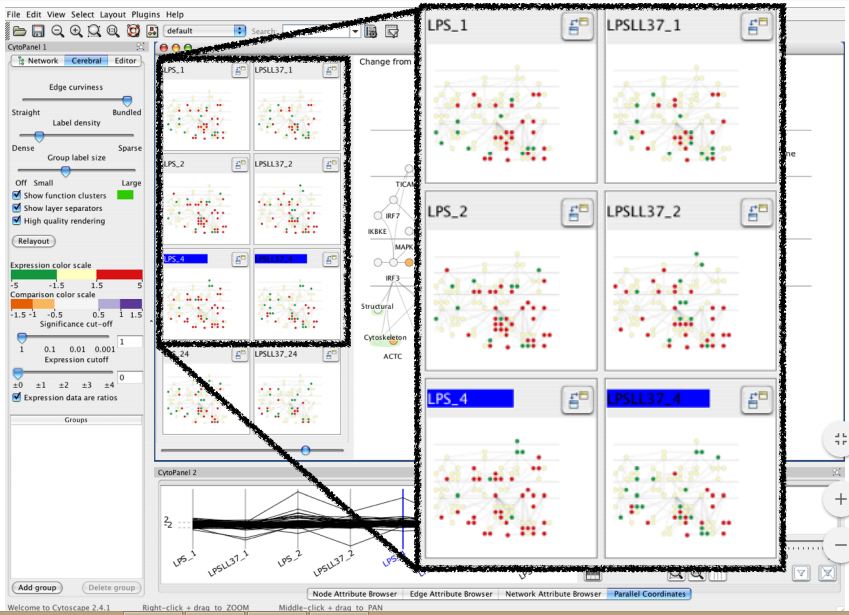 File Edit View Select Layout Plugins Help
default
Search:
CytoPanel 1
Network Cerebral Editor
Edge curviness
Straight Bundled
Label density
Dense Sparse
Group label size
Off Small Large
Show function clusters
Show layer separators
High quality rendering
Relayout
Expression color scale
-5 -1.5 1.5 5
Comparison color scale
-1.5 -1 -0.5 0.5 1 1.5
Significance cut-off
1 0.1 0.01 0.001
1
Expression cutoff
±0 ±1 ±2 ±3 ±4
0
Expression data are ratios
Groups
Add group Delete group
LPS_1 LPSLL37_1
LPS_2 LPSLL37_2
LPS_4 LPSLL37_4
LPS_24 LPSLL37_24
Change from
TICAM
IRF7
IKBKE
MAPK
IRF3
Structural
Cytoskeleton
ACTC
LPS_1 LPSLL37_1
LPS_2 LPSLL37_2
LPS_4 LPSLL37_4
CytoPanel 2
2
-2
LPS_1 LPSLL37_1 LPS_2 LPSLL37_2
Node Attribute Browser Edge Attribute Browser Network Attribute Browser Parallel Coordinates
Welcome to Cytoscape 2.4.1 Right-click + drag to ZOOM Middle-click + drag to PAN